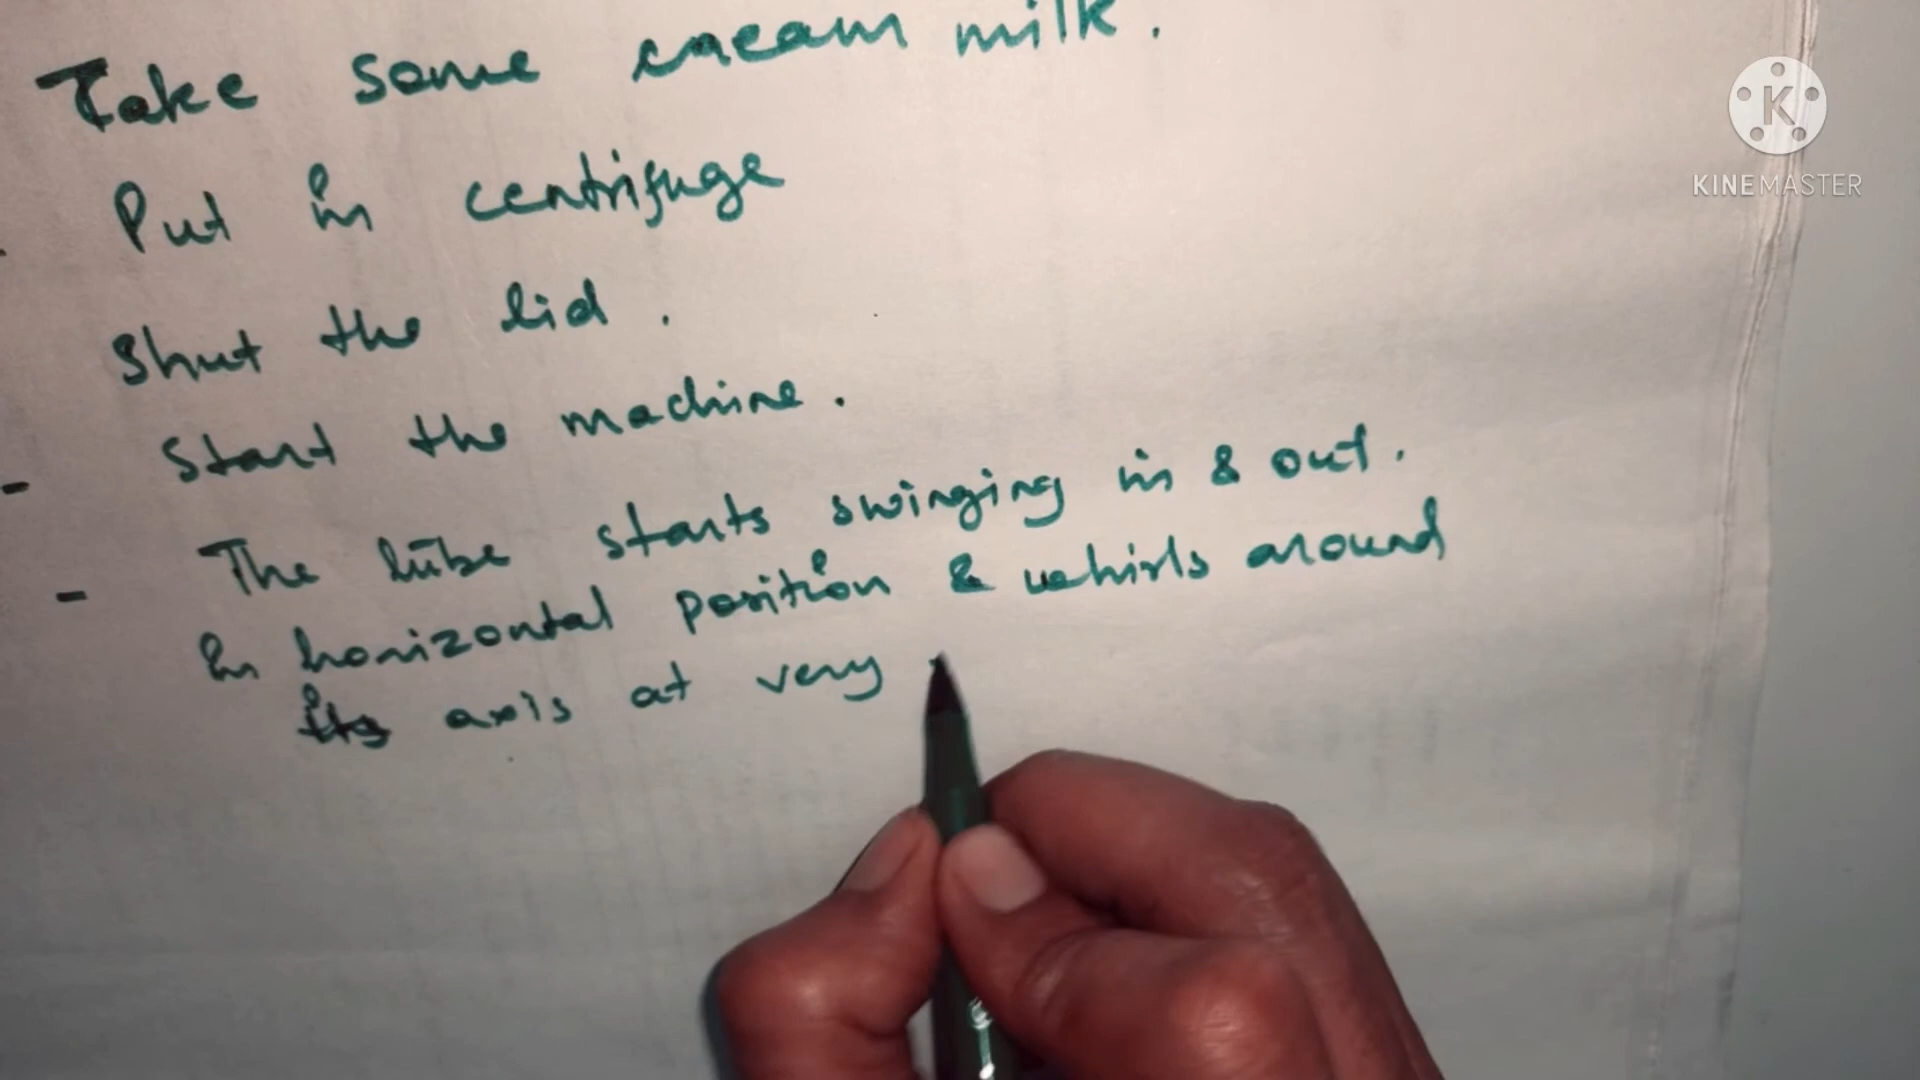 Take some cream milk.
Put in centrifuge
Shut the lid.
- Start the machine.
- The tube starts swinging in & out.
In horizontal position & whirls around
its axis at very
K
KINEMASTER